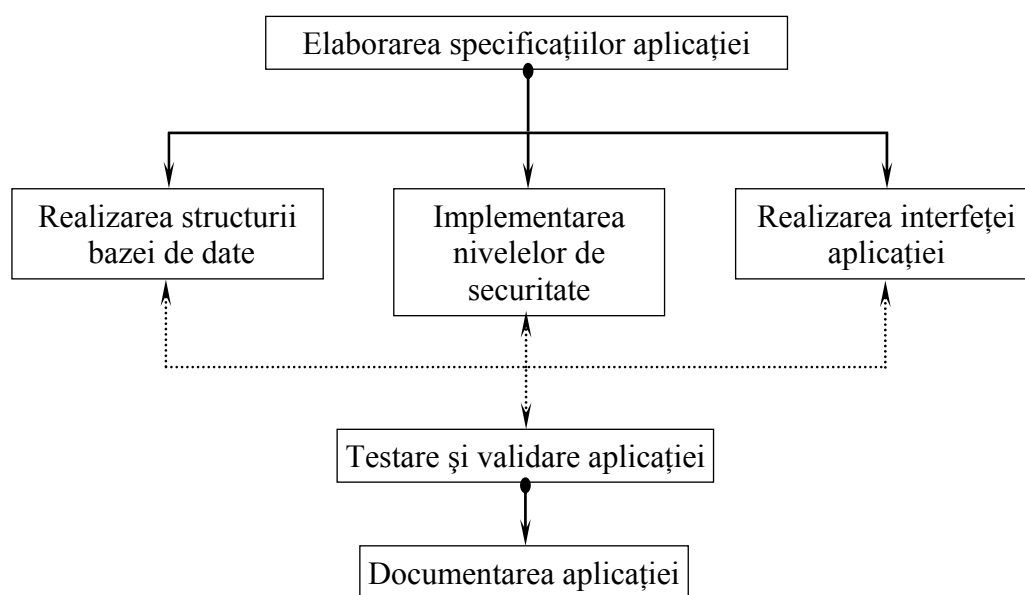 Elaborarea specificațiilor aplicației
Realizarea structurii
bazei de date
Implementarea
nivelelor de
securitate
Realizarea interfeței
aplicației
Testare şi validare aplicației
Documentarea aplicației